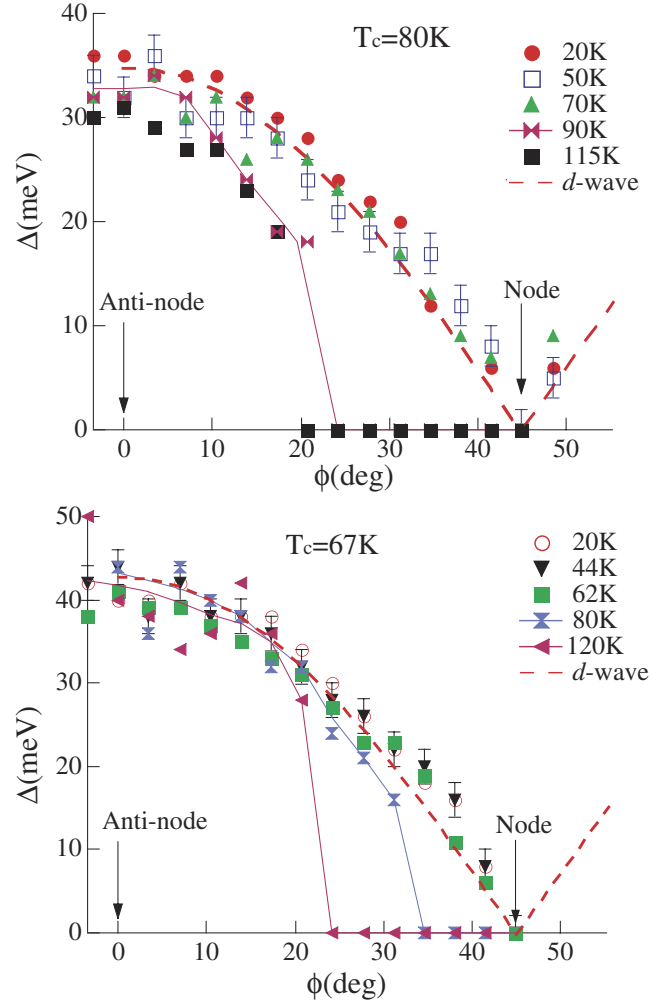 40
T_c=80K
20K
50K
70K
90K
115K
d-wave
30
Δ(meV)
20
10
0
Anti-node
Node
0
10
20
30
40
50
ϕ(deg)
50
T_c=67K
20K
44K
62K
80K
120K
d-wave
40
30
Δ(meV)
20
10
0
Anti-node
Node
0
10
20
30
40
50
ϕ(deg)